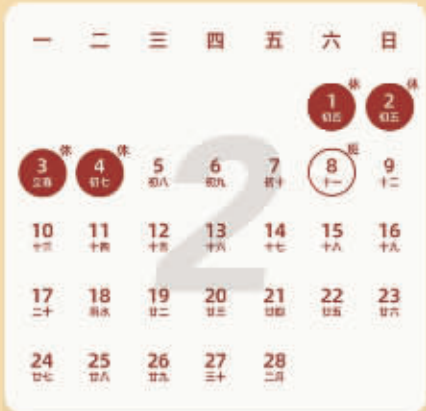 一 二 三 四 五 六 日
休 休
1 2
初四 初五
休 休 班
3 4 5 6 7 8 9
立春 初七 初八 初九 初十 十一 十二
2
10 11 12 13 14 15 16
十三 十四 十五 十六 十七 十八 十九
17 18 19 20 21 22 23
二十 雨水 廿二 廿三 廿四 廿五 廿六
24 25 26 27 28
廿七 廿八 廿九 三十 二月